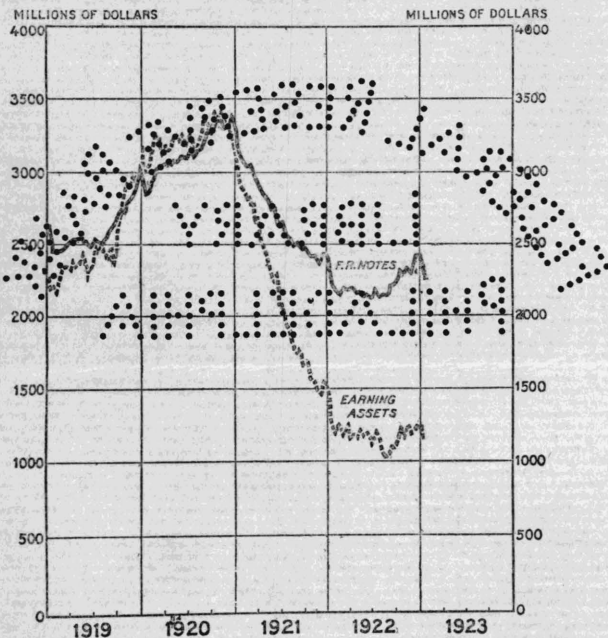 MILLIONS OF DOLLARS MILLIONS OF DOLLARS
4000 4000
3500 3500
3000 3000
2500 2500
F.R. NOTES
2000 2000
1500 1500
EARNING
ASSETS
1000 1000
500 500
0 0
1919 1920 1921 1922 1923